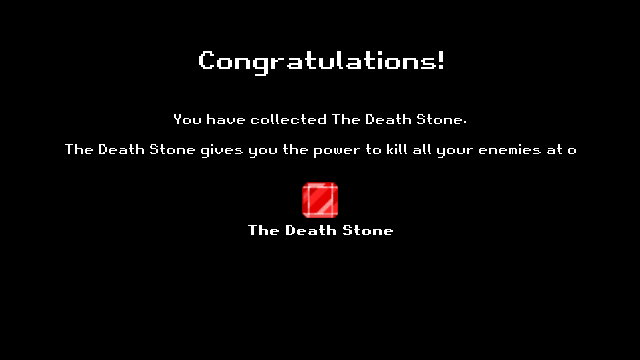 Congratulations!
You have collected The Death Stone.
The Death Stone gives you the power to kill all your enemies at o
The Death Stone